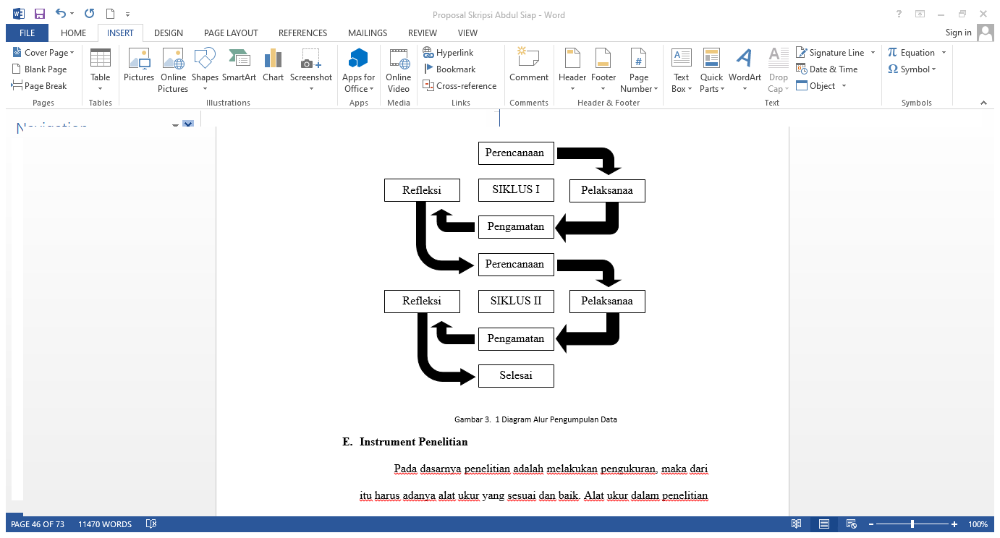 Proposal Skripsi Abdul Siap - Word
?
FILE HOME INSERT DESIGN PAGE LAYOUT REFERENCES MAILINGS REVIEW VIEW
Sign in
Cover Page
Blank Page
Page Break
Pages
Table
Tables
Pictures
Online Pictures
Shapes
SmartArt
Chart
Screenshot
Illustrations
Apps for Office
Apps
Online Video
Media
Hyperlink
Bookmark
Cross-reference
Links
Comment
Comments
Header
Footer
Page Number
Header & Footer
Text Box
Quick Parts
WordArt
Drop Cap
Signature Line
Date & Time
Object
Text
π Equation
Ω Symbol
Symbols
Navigation
Perencanaan
Refleksi
SIKLUS I
Pelaksanaa
Pengamatan
Perencanaan
Refleksi
SIKLUS II
Pelaksanaa
Pengamatan
Selesai
Gambar 3. 1 Diagram Alur Pengumpulan Data
E. Instrument Penelitian
Pada dasarnya penelitian adalah melakukan pengukuran, maka dari
itu harus adanya alat ukur yang sesuai dan baik. Alat ukur dalam penelitian
PAGE 46 OF 73 11470 WORDS
100%